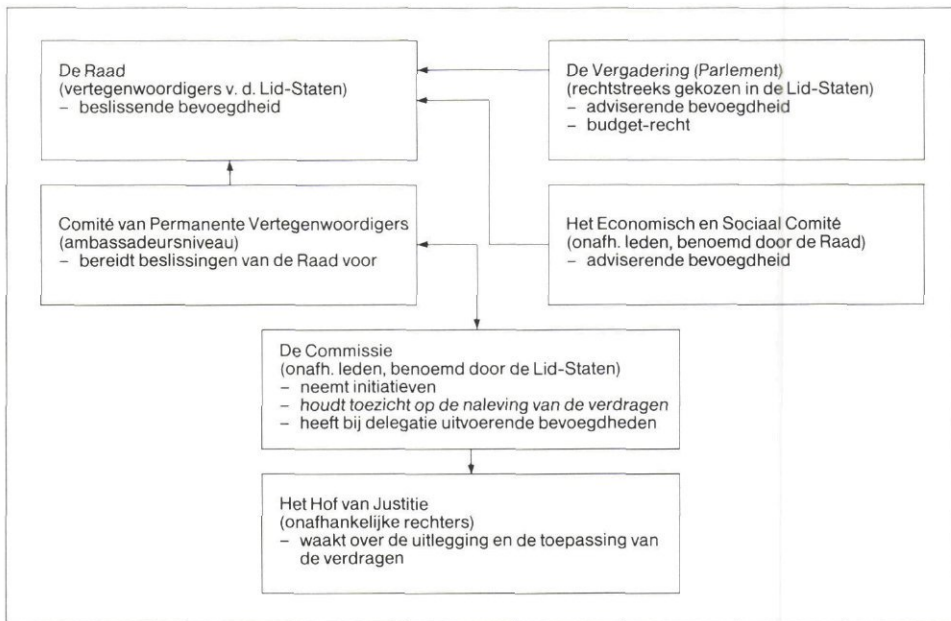 De Raad
(vertegenwoordigers v. d. Lid-Staten)
– beslissende bevoegdheid
De Vergadering (Parlement)
(rechtstreeks gekozen in de Lid-Staten)
– adviserende bevoegdheid
– budget-recht
Comité van Permanente Vertegenwoordigers
(ambassadeursniveau)
– bereidt beslissingen van de Raad voor
Het Economisch en Sociaal Comité
(onafh. leden, benoemd door de Raad)
– adviserende bevoegdheid
De Commissie
(onafh. leden, benoemd door de Lid-Staten)
– neemt initiatieven
– houdt toezicht op de naleving van de verdragen
– heeft bij delegatie uitvoerende bevoegdheden
Het Hof van Justitie
(onafhankelijke rechters)
– waakt over de uitlegging en de toepassing van
de verdragen